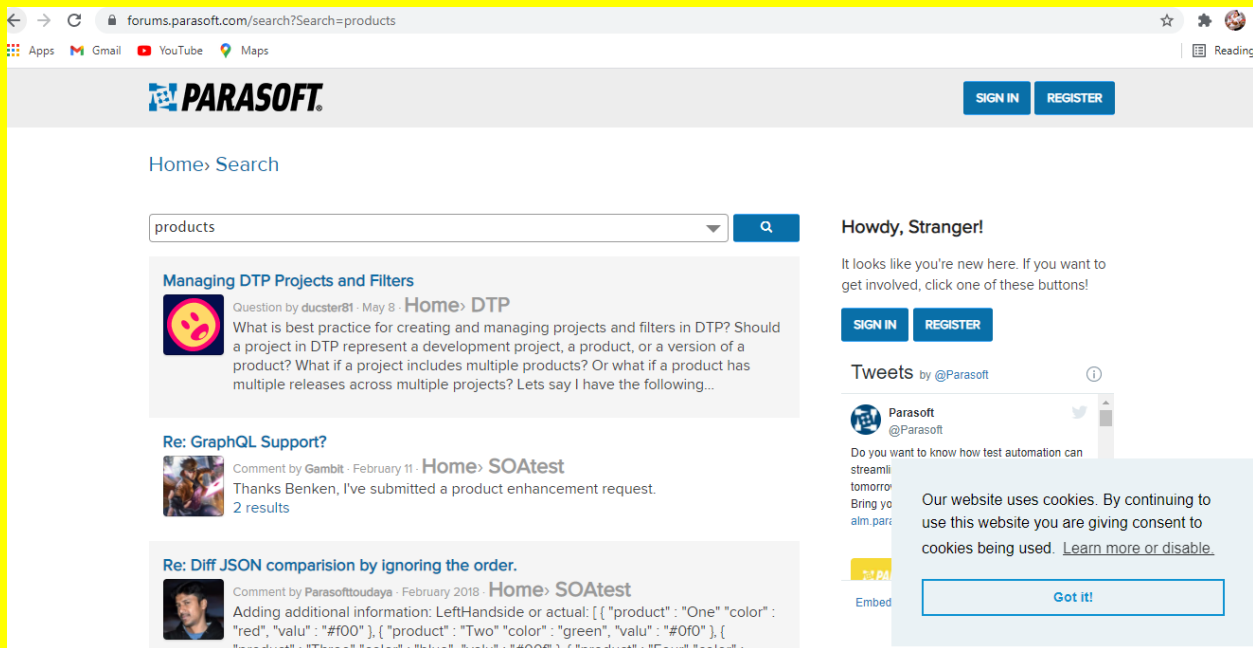 forums.parasoft.com/search?Search=products
Apps Gmail YouTube Maps Reading
PARASOFT
SIGN IN REGISTER
Home› Search
products
Managing DTP Projects and Filters
Question by ducster81 · May 8 · Home› DTP
What is best practice for creating and managing projects and filters in DTP? Should
a project in DTP represent a development project, a product, or a version of a
product? What if a project includes multiple products? Or what if a product has
multiple releases across multiple projects? Lets say I have the following...
Re: GraphQL Support?
Comment by Gambit · February 11 · Home› SOAtest
Thanks Benken, I've submitted a product enhancement request.
2 results
Re: Diff JSON comparision by ignoring the order.
Comment by Parasofttoudaya · February 2018 · Home› SOAtest
Adding additional information: LeftHandside or actual: [ { "product" : "One" "color" :
"red", "valu" : "#f00" }, { "product" : "Two" "color" : "green", "valu" : "#0f0" }, {
"product" : "Three" "color" : "blue", "valu" : "#00f" }, { "product" : "Four" "color" :
Howdy, Stranger!
It looks like you're new here. If you want to
get involved, click one of these buttons!
SIGN IN REGISTER
Tweets by @Parasoft
Parasoft
@Parasoft
Do you want to know how test automation can
streamli
tomorro
Bring yo
alm.para
Embed
Our website uses cookies. By continuing to
use this website you are giving consent to
cookies being used. Learn more or disable.
Got it!